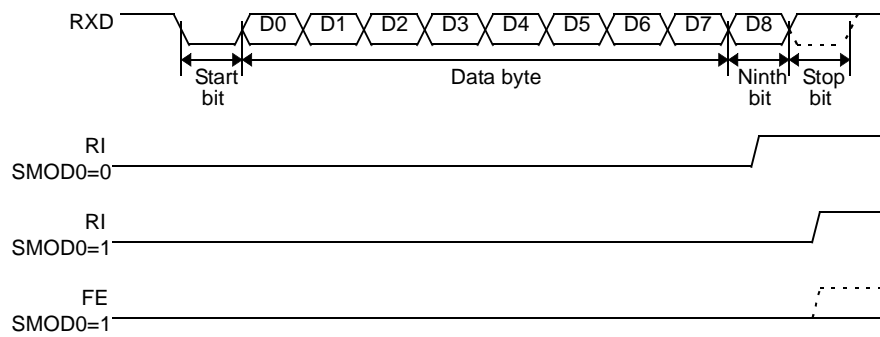 RXD D0 D1 D2 D3 D4 D5 D6 D7 D8
Start bit
Data byte
Ninth bit
Stop bit
RI
SMOD0=0
RI
SMOD0=1
FE
SMOD0=1